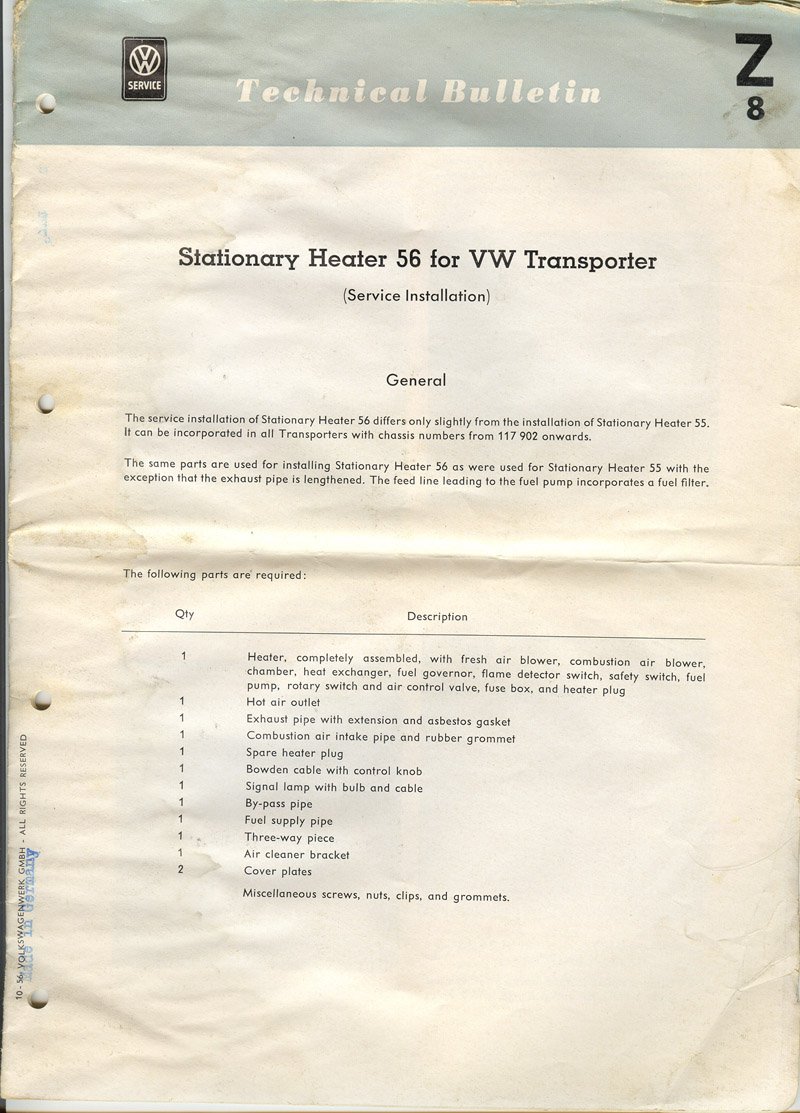 VW
SERVICE
Technical Bulletin
Z
8
Stationary Heater 56 for VW Transporter
(Service Installation)
General
The service installation of Stationary Heater 56 differs only slightly from the installation of Stationary Heater 55.
It can be incorporated in all Transporters with chassis numbers from 117 902 onwards.
The same parts are used for installing Stationary Heater 56 as were used for Stationary Heater 55 with the
exception that the exhaust pipe is lengthened. The feed line leading to the fuel pump incorporates a fuel filter.
The following parts are required:
Qty Description
1 Heater, completely assembled, with fresh air blower, combustion air blower,
chamber, heat exchanger, fuel governor, flame detector switch, safety switch, fuel
pump, rotary switch and air control valve, fuse box, and heater plug
1 Hot air outlet
1 Exhaust pipe with extension and asbestos gasket
1 Combustion air intake pipe and rubber grommet
1 Spare heater plug
1 Bowden cable with control knob
1 Signal lamp with bulb and cable
1 By-pass pipe
1 Fuel supply pipe
1 Three-way piece
1 Air cleaner bracket
2 Cover plates
Miscellaneous screws, nuts, clips, and grommets.
10-56 VOLKSWAGENWERK GMBH - ALL RIGHTS RESERVED
Made in Germany